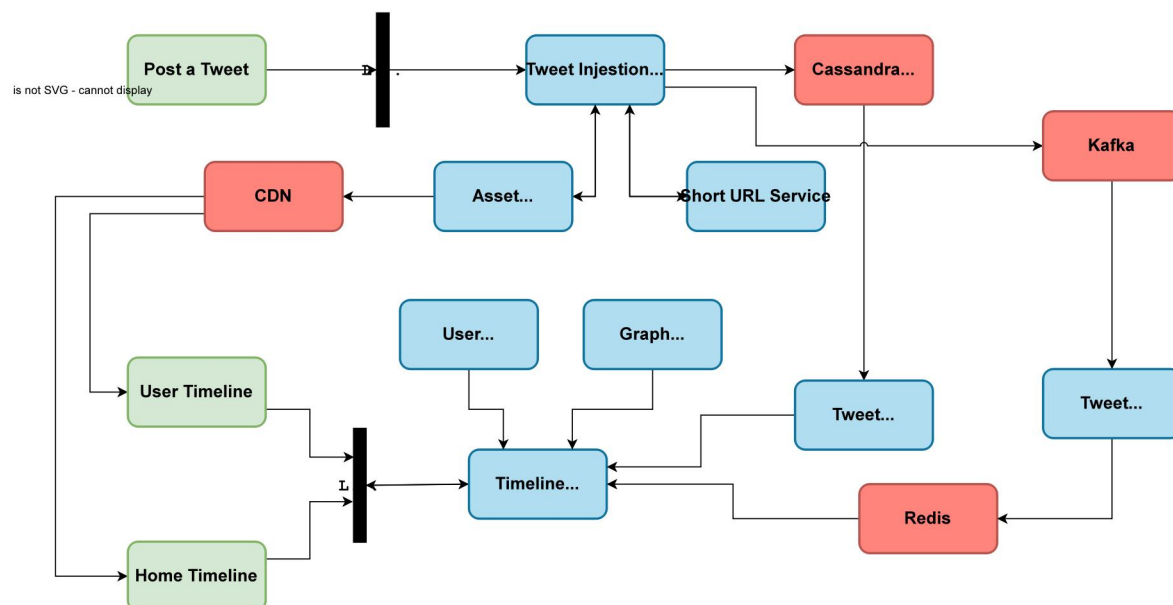 Post a Tweet
Tweet Injestion...
Cassandra...
is not SVG - cannot display
Kafka
CDN
Asset...
Short URL Service
User...
Graph...
User Timeline
Tweet...
Tweet...
Timeline...
L
Redis
Home Timeline